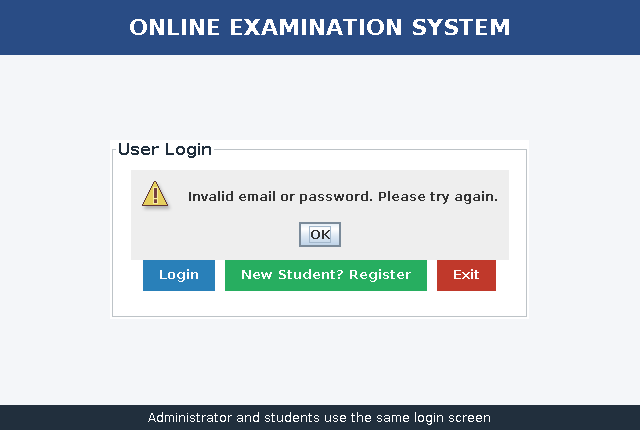 ONLINE EXAMINATION SYSTEM
User Login
Invalid email or password. Please try again.
OK
Login New Student? Register Exit
Administrator and students use the same login screen